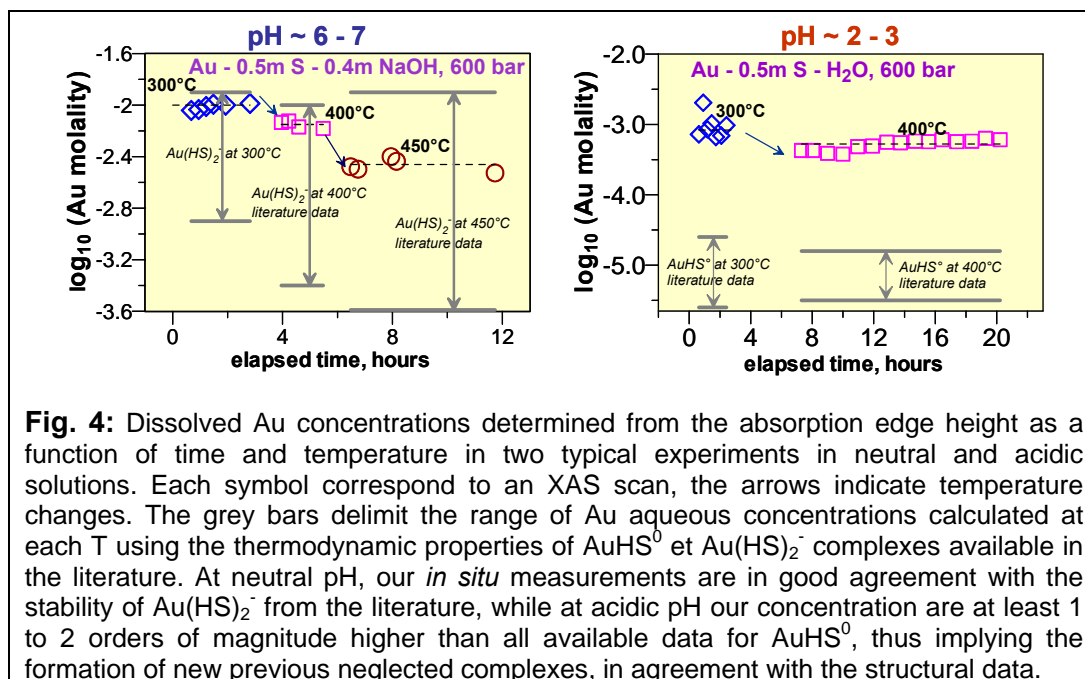 pH ~ 6 - 7
pH ~ 2 - 3
-1.6
-2
-2.4
-2.8
-3.2
-3.6
log10 (Au molality)
Au - 0.5m S - 0.4m NaOH, 600 bar
300°C
400°C
450°C
Au(HS)2- at 300°C
Au(HS)2- at 400°C
literature data
Au(HS)2- at 450°C
literature data
0 4 8 12
elapsed time, hours
-2.0
-3.0
-4.0
-5.0
log10 (Au molality)
Au - 0.5m S - H2O, 600 bar
300°C
400°C
AuHS° at 300°C
literature data
AuHS° at 400°C
literature data
0 4 8 12 16 20
elapsed time, hours
Fig. 4: Dissolved Au concentrations determined from the absorption edge height as a
function of time and temperature in two typical experiments in neutral and acidic
solutions. Each symbol correspond to an XAS scan, the arrows indicate temperature
changes. The grey bars delimit the range of Au aqueous concentrations calculated at
each T using the thermodynamic properties of AuHS0 et Au(HS)2- complexes available in
the literature. At neutral pH, our in situ measurements are in good agreement with the
stability of Au(HS)2- from the literature, while at acidic pH our concentration are at least 1
to 2 orders of magnitude higher than all available data for AuHS0, thus implying the
formation of new previous neglected complexes, in agreement with the structural data.